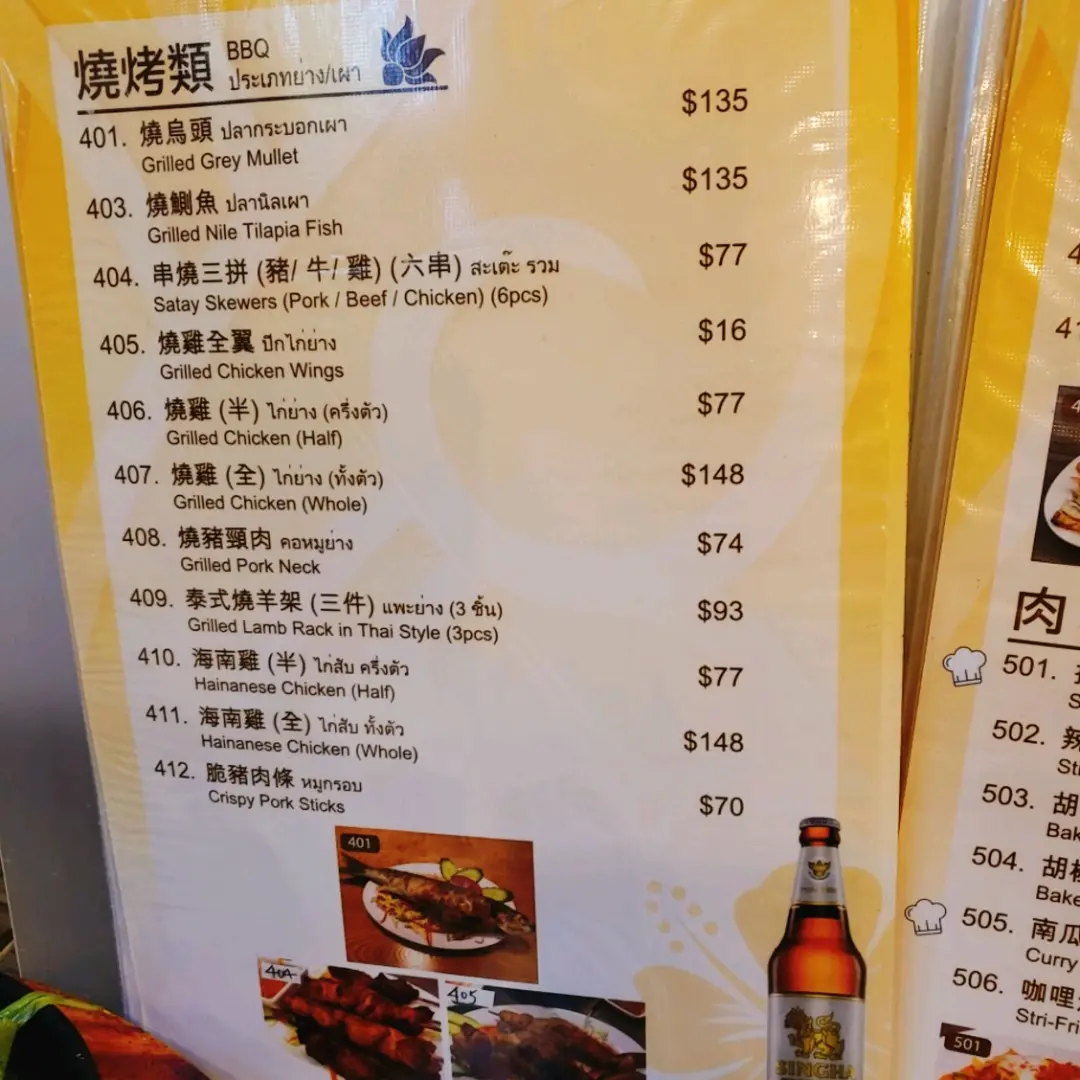 燒烤類 BBQ
ประเภทย่าง/เผา
401. 燒烏頭 ปลากระบอกเผา $135
Grilled Grey Mullet
403. 燒鰂魚 ปลานิลเผา $135
Grilled Nile Tilapia Fish
404. 串燒三拼 (豬/ 牛/ 雞) (六串) สะเต๊ะ รวม $77
Satay Skewers (Pork / Beef / Chicken) (6pcs)
405. 燒雞全翼 ปีกไก่ย่าง $16
Grilled Chicken Wings
406. 燒雞 (半) ไก่ย่าง (ครึ่งตัว) $77
Grilled Chicken (Half)
407. 燒雞 (全) ไก่ย่าง (ทั้งตัว) $148
Grilled Chicken (Whole)
408. 燒豬頸肉 คอหมูย่าง $74
Grilled Pork Neck
409. 泰式燒羊架 (三件) แพะย่าง (3 ชิ้น) $93
Grilled Lamb Rack in Thai Style (3pcs)
410. 海南雞 (半) ไก่สับ ครึ่งตัว $77
Hainanese Chicken (Half)
411. 海南雞 (全) ไก่สับ ทั้งตัว $148
Hainanese Chicken (Whole)
412. 脆豬肉條 หมูกรอบ $70
Crispy Pork Sticks
401
404
405
SINGHA
肉
501.
502. 辣
503. 胡
504. 胡椒
505. 南瓜
Curry
506. 咖哩
Stri-Fri
501